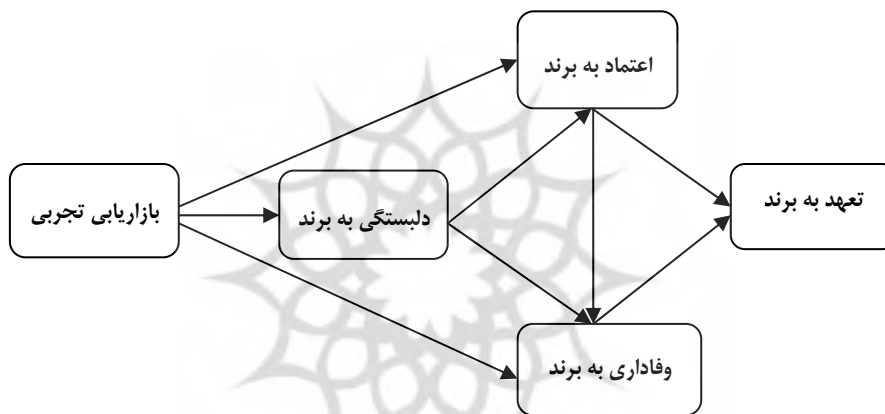 اعتماد به برند
بازاریابی تجربی
دلبستگی به برند
تعهد به برند
وفاداری به برند